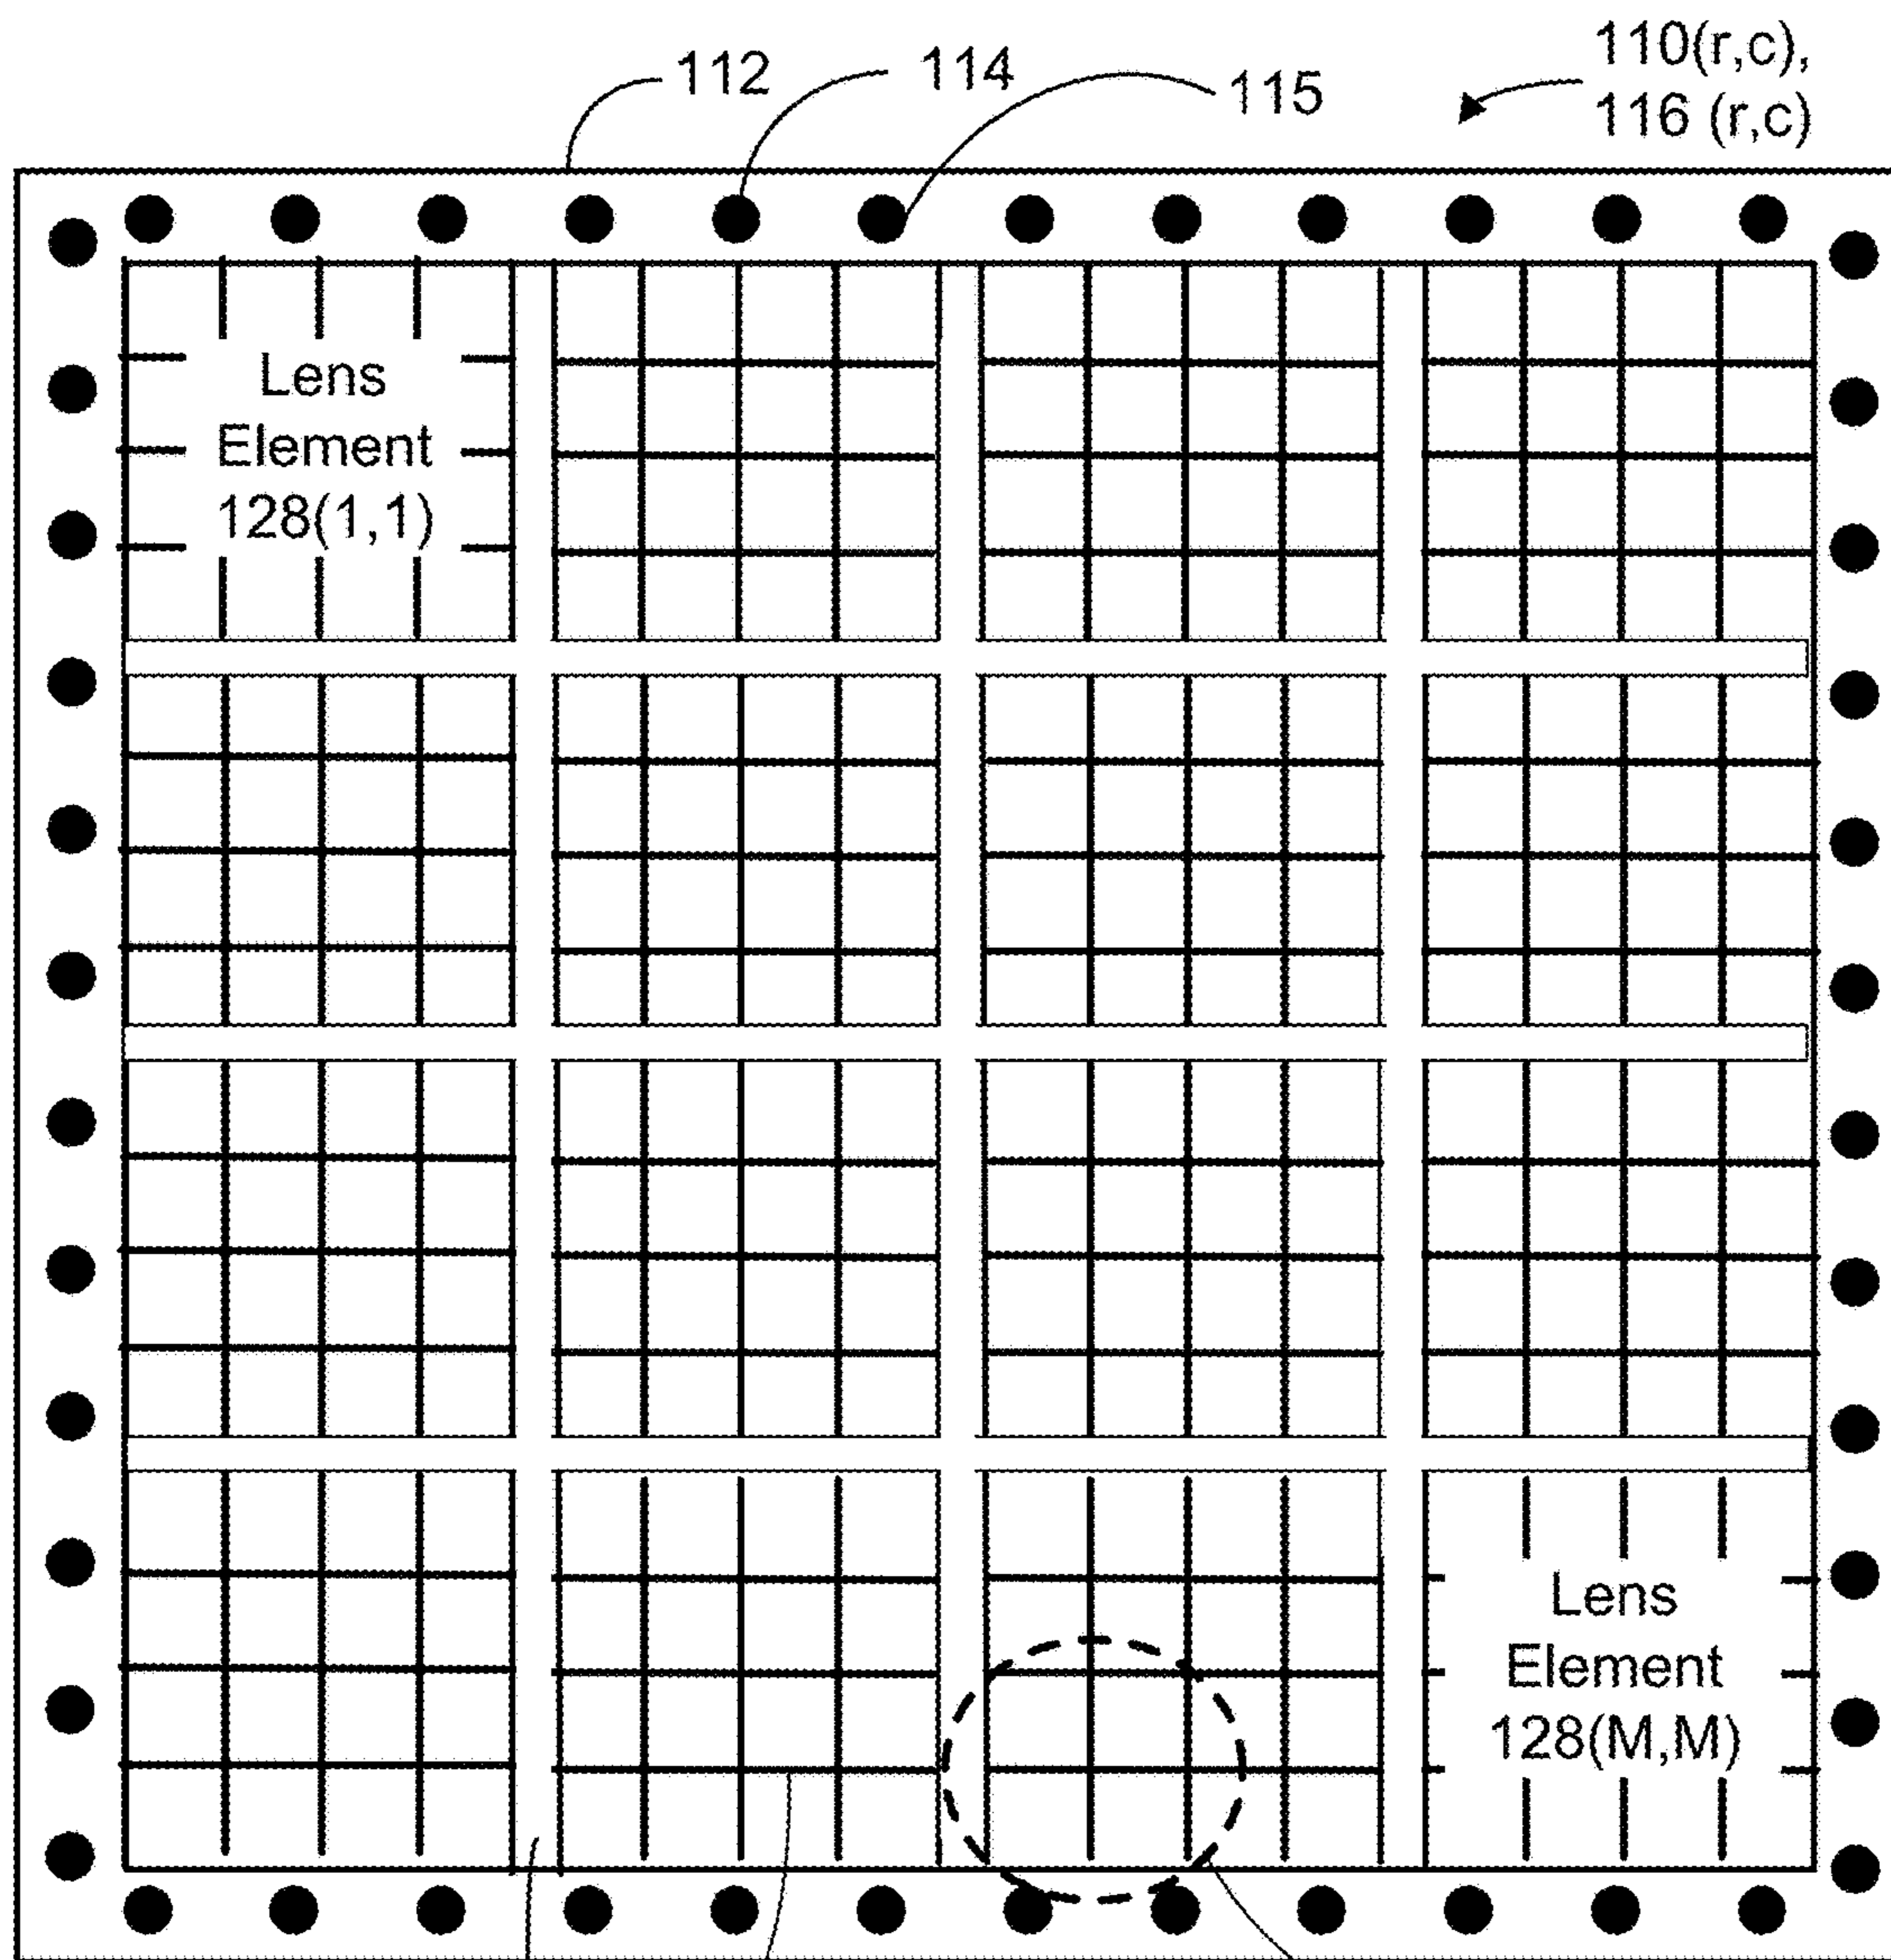 112
114
115
110(r,c),
116 (r,c)
Lens
Element
128(1,1)
Lens
Element
128(M,M)